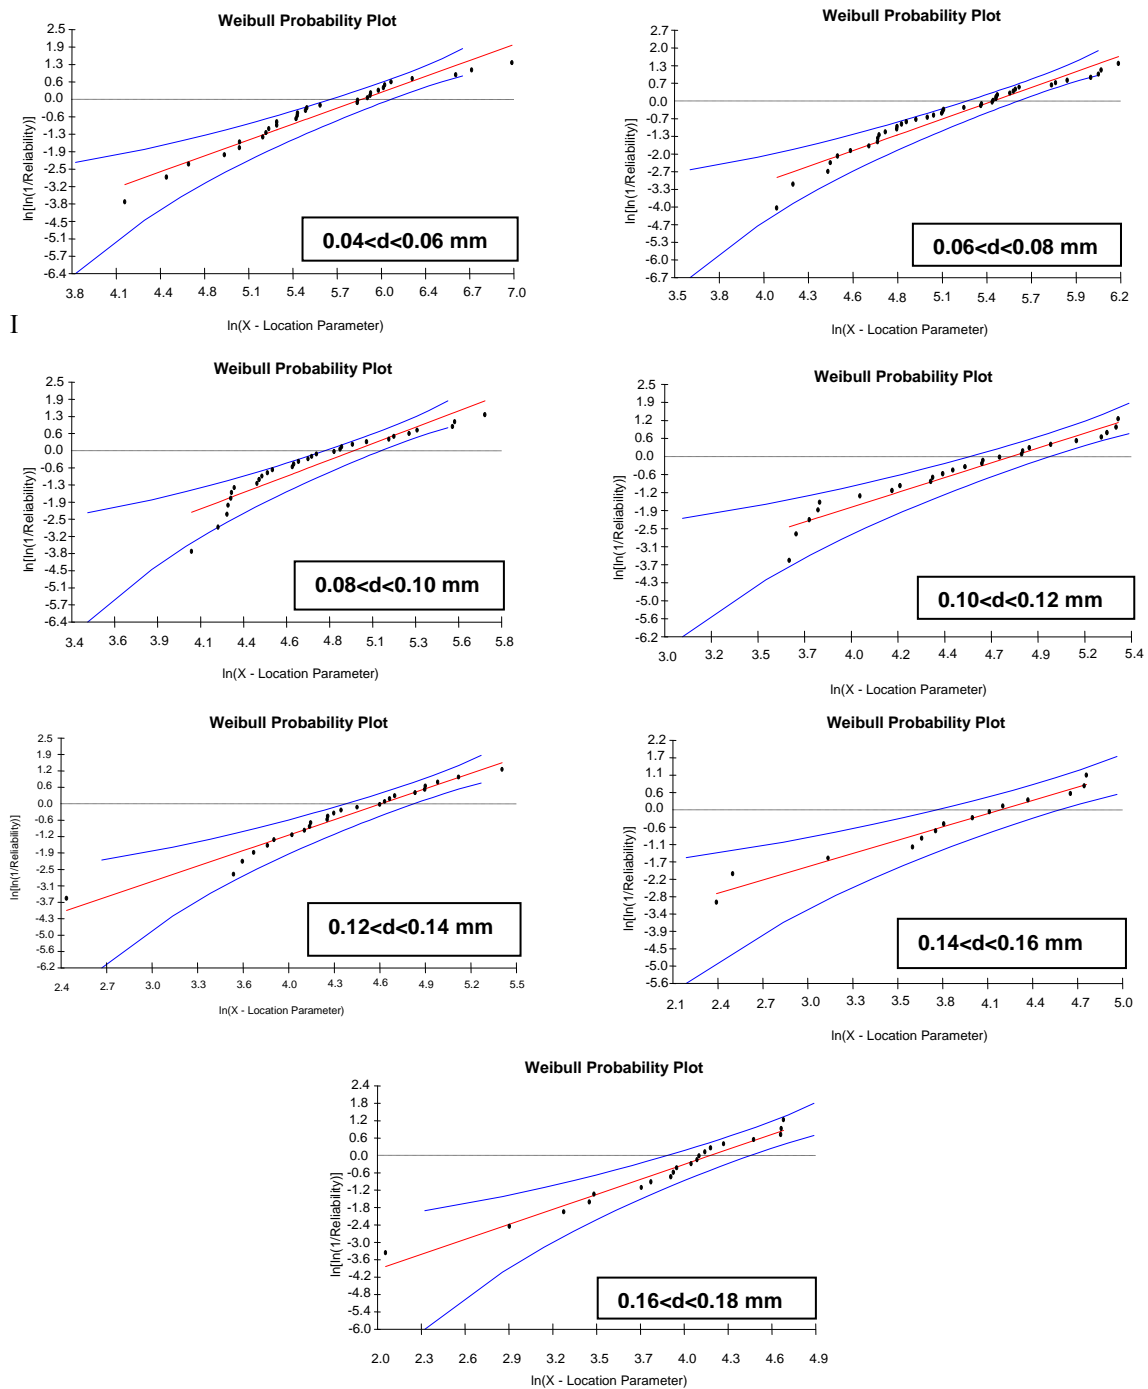 Weibull Probability Plot
ln[ln(1/Reliability)]
2.5
1.9
1.3
0.6
0.0
-0.6
-1.3
-1.9
-2.5
-3.2
-3.8
-4.5
-5.1
-5.7
-6.4
0.04<d<0.06 mm
3.8 4.1 4.4 4.8 5.1 5.4 5.7 6.0 6.4 6.7 7.0
ln(X - Location Parameter)
Weibull Probability Plot
ln[ln(1/Reliability)]
2.7
2.0
1.3
0.7
0.0
-0.7
-1.3
-2.0
-2.7
-3.3
-4.0
-4.7
-5.3
-6.0
-6.7
0.06<d<0.08 mm
3.5 3.8 4.0 4.3 4.6 4.8 5.1 5.4 5.7 5.9 6.2
ln(X - Location Parameter)
I
Weibull Probability Plot
ln[ln(1/Reliability)]
2.5
1.9
1.3
0.6
0.0
-0.6
-1.3
-1.9
-2.5
-3.2
-3.8
-4.5
-5.1
-5.7
-6.4
0.08<d<0.10 mm
3.4 3.6 3.9 4.1 4.4 4.6 4.8 5.1 5.3 5.6 5.8
ln(X - Location Parameter)
Weibull Probability Plot
ln[ln(1/Reliability)]
2.5
1.9
1.2
0.6
0.0
-0.6
-1.2
-1.9
-2.5
-3.1
-3.7
-4.3
-5.0
-5.6
-6.2
0.10<d<0.12 mm
3.0 3.2 3.5 3.7 4.0 4.2 4.4 4.7 4.9 5.2 5.4
ln(X - Location Parameter)
Weibull Probability Plot
ln[ln(1/Reliability)]
2.5
1.9
1.2
0.6
0.0
-0.6
-1.2
-1.9
-2.5
-3.1
-3.7
-4.3
-5.0
-5.6
-6.2
0.12<d<0.14 mm
2.4 2.7 3.0 3.3 3.6 4.0 4.3 4.6 4.9 5.2 5.5
ln(X - Location Parameter)
Weibull Probability Plot
ln[ln(1/Reliability)]
2.2
1.7
1.1
0.6
0.0
-0.6
-1.1
-1.7
-2.2
-2.8
-3.4
-3.9
-4.5
-5.0
-5.6
0.14<d<0.16 mm
2.1 2.4 2.7 3.0 3.3 3.5 3.8 4.1 4.4 4.7 5.0
ln(X - Location Parameter)
Weibull Probability Plot
ln[ln(1/Reliability)]
2.4
1.8
1.2
0.6
0.0
-0.6
-1.2
-1.8
-2.4
-3.0
-3.6
-4.2
-4.8
-5.4
-6.0
0.16<d<0.18 mm
2.0 2.3 2.6 2.9 3.2 3.5 3.7 4.0 4.3 4.6 4.9
ln(X - Location Parameter)